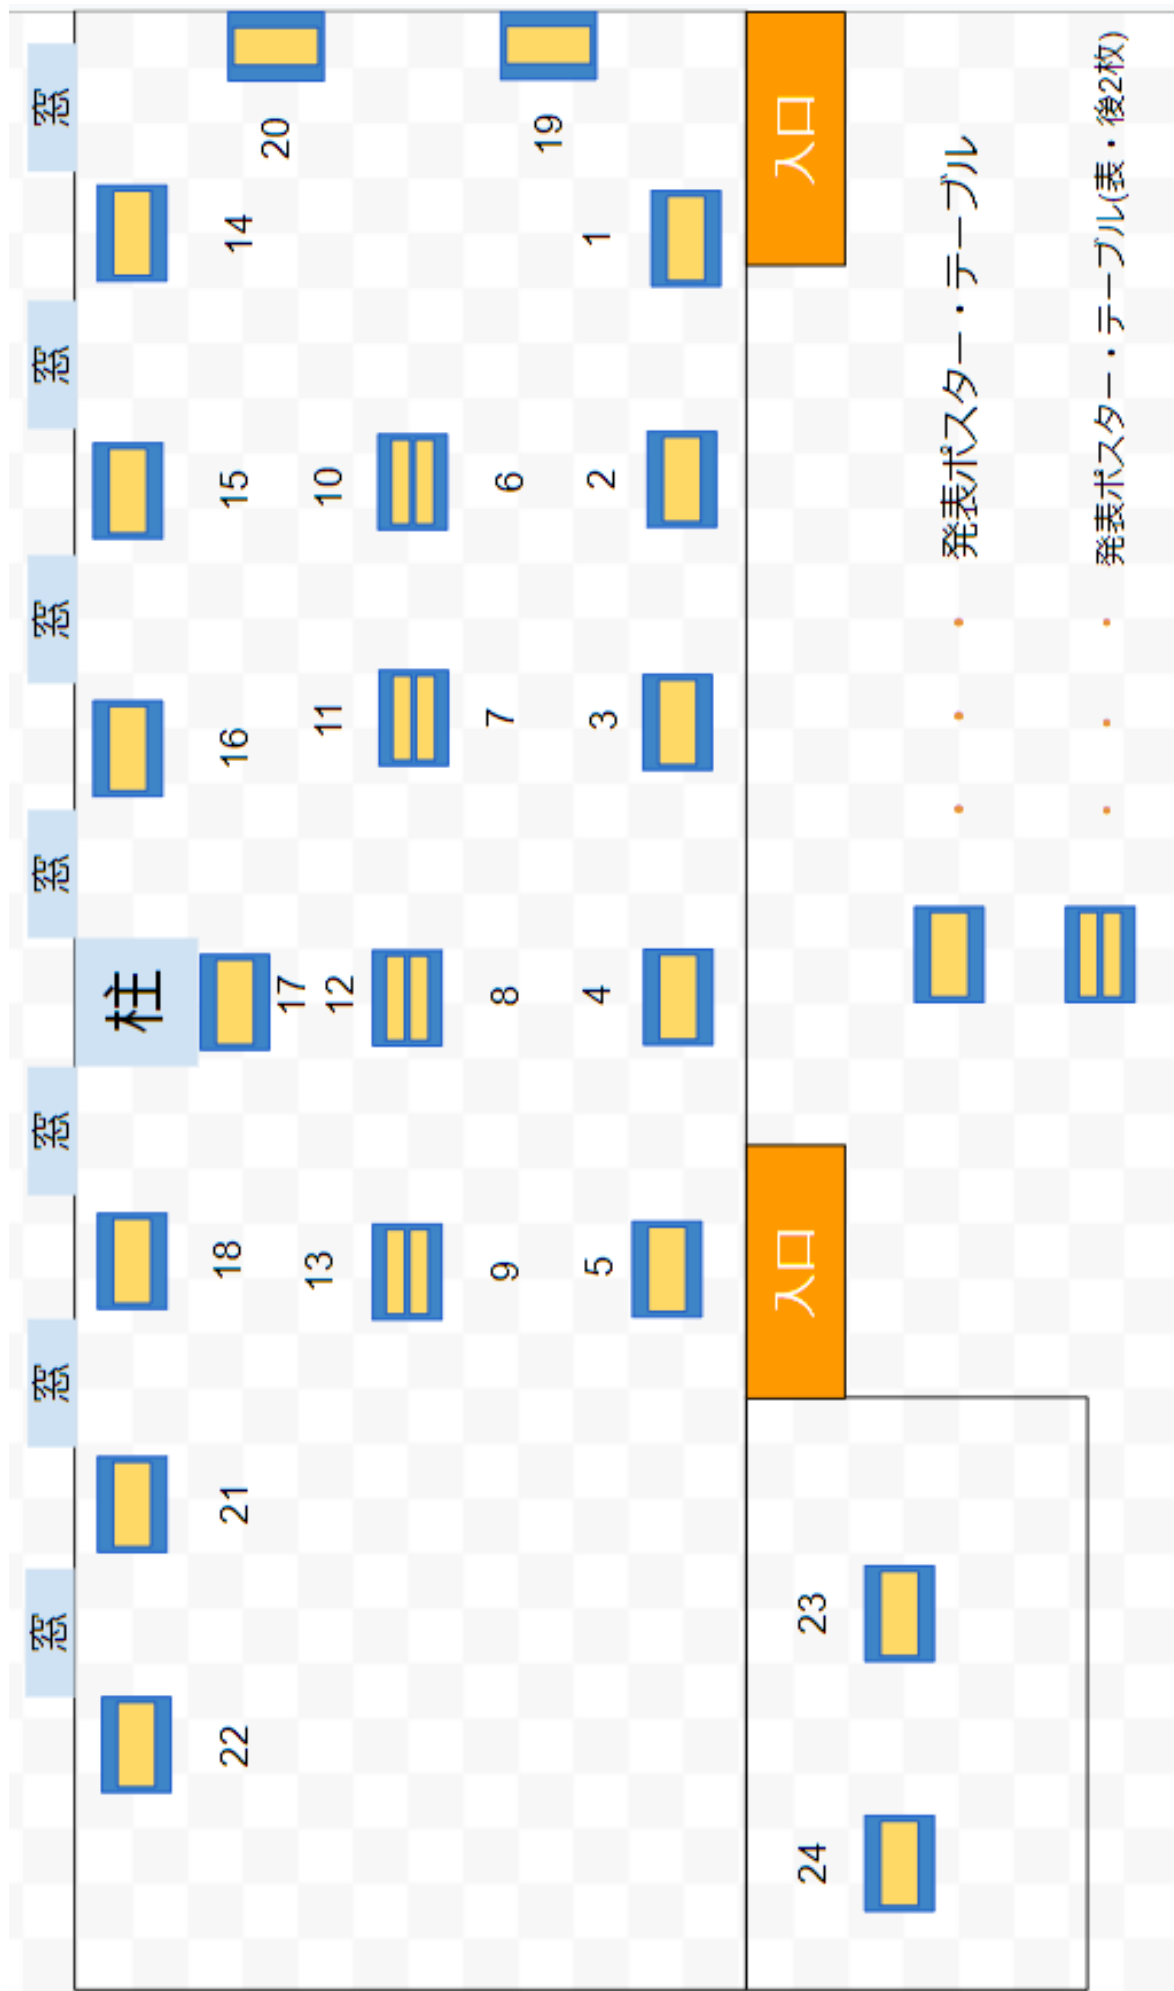 窓 窓 窓 窓 窓 窓 窓
柱
22 21 18 16 15 14
17 20
13 12 11 10
9 8 7 6 19
5 4 3 2 1
入口 入口
24 23
・・・発表ポスター・テーブル
・・・発表ポスター・テーブル(表・後2枚)